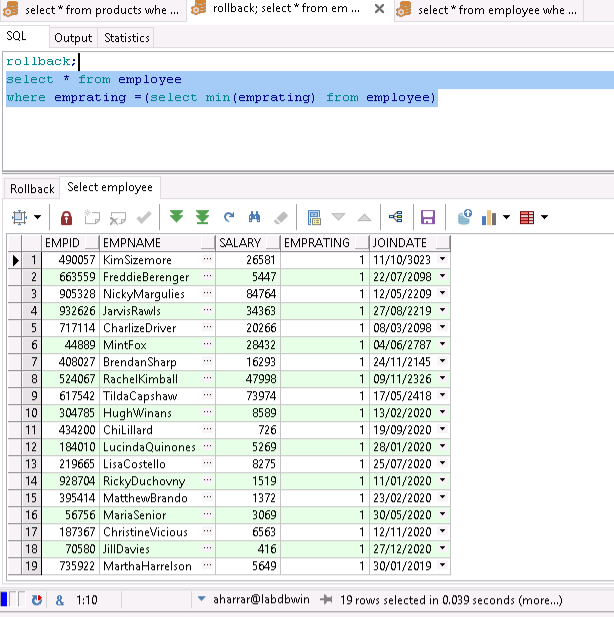 select * from products whe ... rollback; select * from em ... select * from employee whe ...
SQL Output Statistics
rollback;
select * from employee
where emprating =(select min(emprating) from employee)
Rollback Select employee
EMPID EMPNAME SALARY EMPRATING JOINDATE
1 490057 KimSizemore ... 26581 1 11/10/3023
2 663559 FreddieBerenger ... 5447 1 22/07/2098
3 905328 NickyMargulies ... 84764 1 12/05/2209
4 932626 JarvisRawls ... 34363 1 27/08/2219
5 717114 CharlizeDriver ... 20266 1 08/03/2098
6 44889 MintFox ... 28432 1 04/06/2787
7 408027 BrendanSharp ... 16293 1 24/11/2145
8 524067 RachelKimball ... 47998 1 09/11/2326
9 617542 TildaCapshaw ... 73974 1 17/05/2418
10 304785 HughWinans ... 8589 1 13/02/2020
11 434200 ChiLillard ... 726 1 19/09/2020
12 184010 LucindaQuinones ... 5269 1 28/01/2020
13 219665 LisaCostello ... 8275 1 25/07/2020
14 928704 RickyDuchovny ... 1519 1 11/01/2020
15 395414 MatthewBrando ... 1372 1 23/02/2020
16 56756 MariaSenior ... 3069 1 30/05/2020
17 187367 ChristineVicious ... 6563 1 12/11/2020
18 70580 JillDavies ... 416 1 27/12/2020
19 735922 MarthaHarrelson ... 5649 1 30/01/2019
& 1:10 aharrar@labdbwin 19 rows selected in 0.039 seconds (more...)